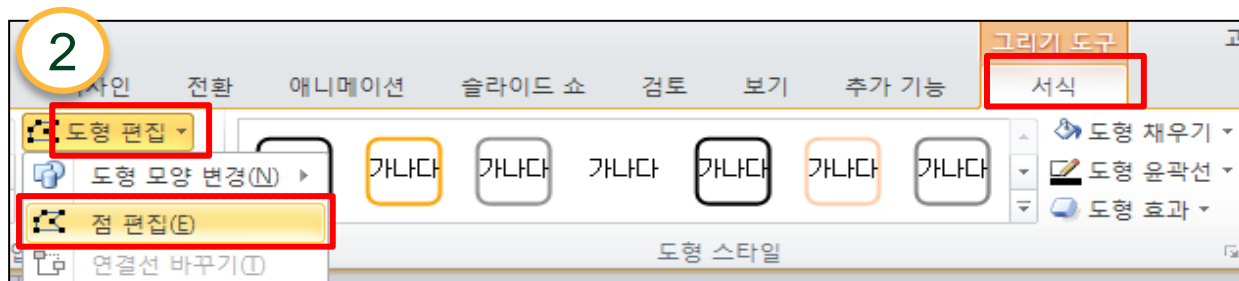 2
그리기 도구
전환 애니메이션 슬라이드 쇼 검토 보기 추가 기능 서식
도형 편집
도형 모양 변경(N)
점 편집(E)
연결선 바꾸기(T)
가나다 가나다 가나다 가나다 가나다 가나다
도형 채우기
도형 윤곽선
도형 효과
도형 스타일